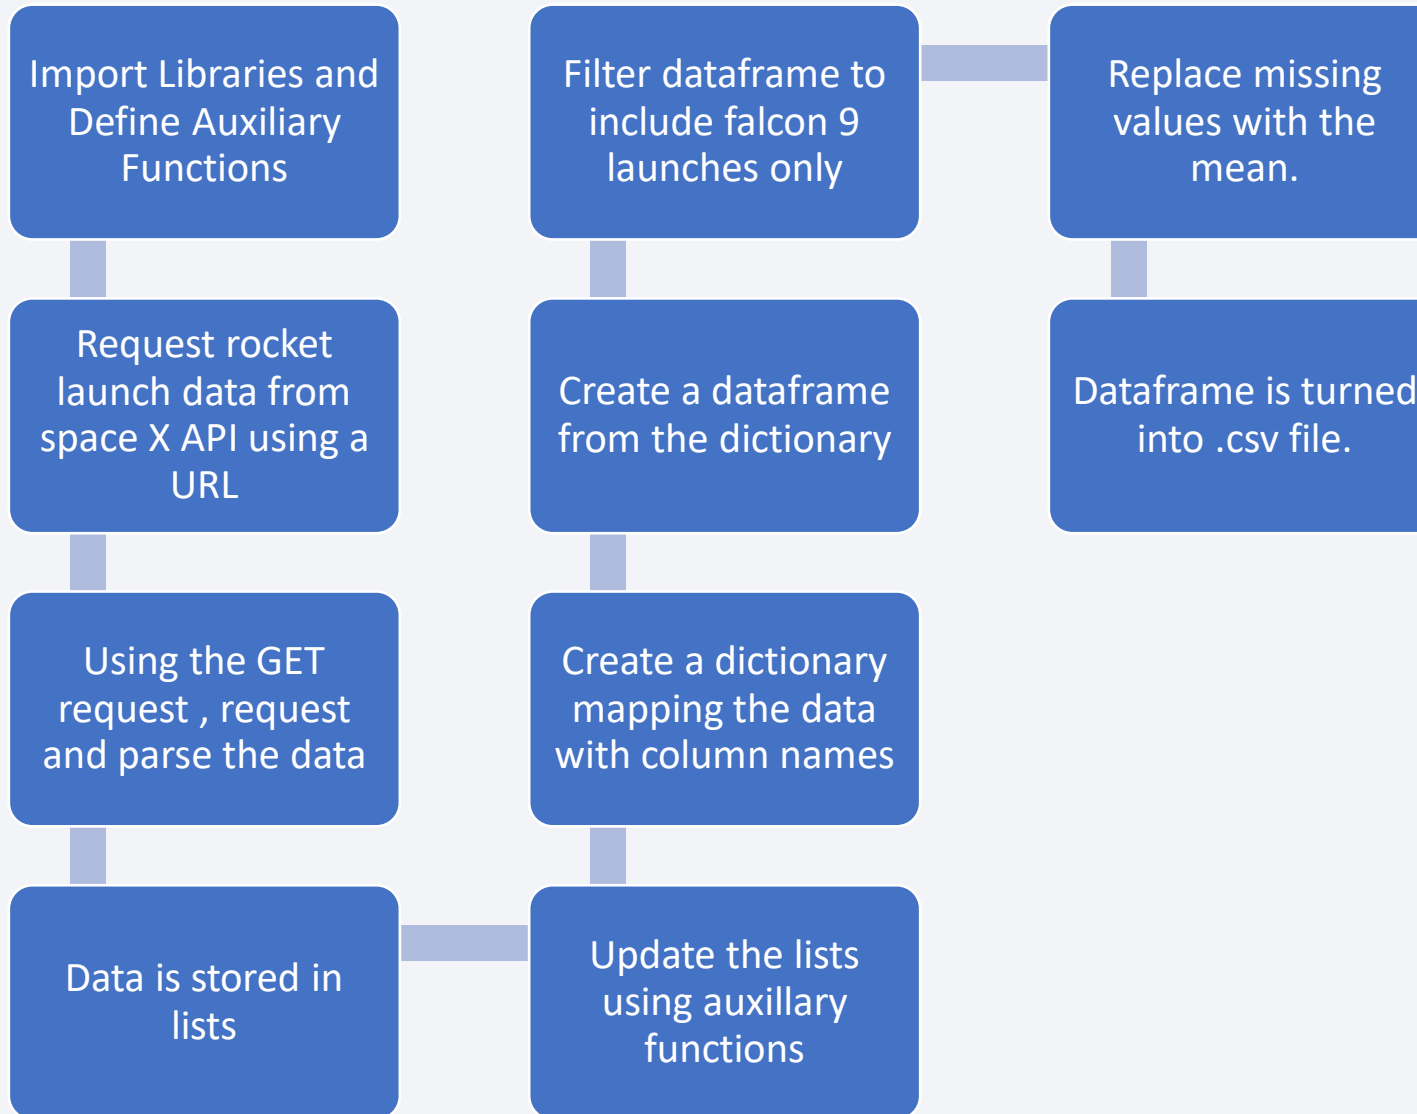 Import Libraries and
Define Auxiliary
Functions
Request rocket
launch data from
space X API using a
URL
Using the GET
request , request
and parse the data
Data is stored in
lists
Update the lists
using auxillary
functions
Create a dictionary
mapping the data
with column names
Create a dataframe
from the dictionary
Filter dataframe to
include falcon 9
launches only
Replace missing
values with the
mean.
Dataframe is turned
into .csv file.